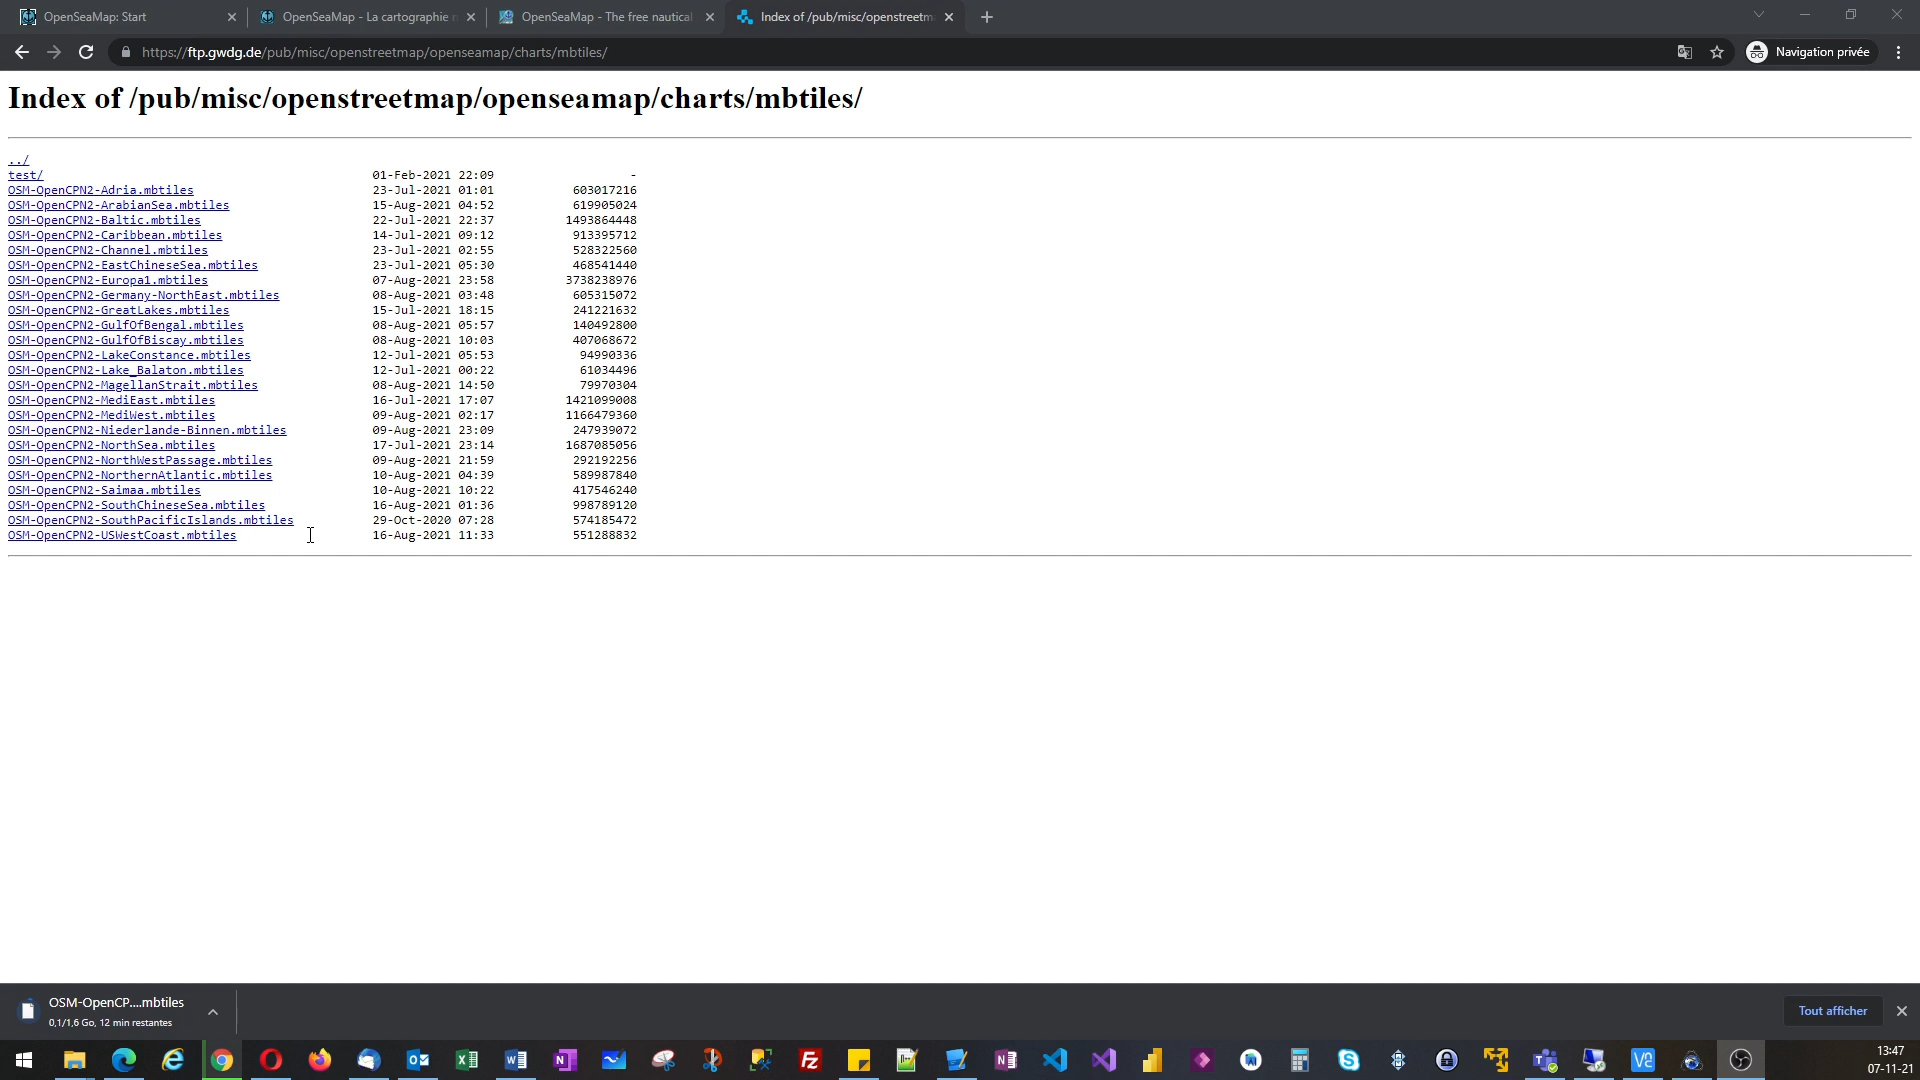 OpenSeaMap: Start
OpenSeaMap - La cartographie n
OpenSeaMap - The free nautical
Index of /pub/misc/openstreetm
https://ftp.gwdg.de/pub/misc/openstreetmap/openseamap/charts/mbtiles/
Navigation privée
Index of /pub/misc/openstreetmap/openseamap/charts/mbtiles/
../
test/ 01-Feb-2021 22:09 -
OSM-OpenCPN2-Adria.mbtiles 23-Jul-2021 01:01 603017216
OSM-OpenCPN2-ArabianSea.mbtiles 15-Aug-2021 04:52 619905024
OSM-OpenCPN2-Baltic.mbtiles 22-Jul-2021 22:37 1493864448
OSM-OpenCPN2-Caribbean.mbtiles 14-Jul-2021 09:12 913395712
OSM-OpenCPN2-Channel.mbtiles 23-Jul-2021 02:55 528322560
OSM-OpenCPN2-EastChineseSea.mbtiles 23-Jul-2021 05:30 468541440
OSM-OpenCPN2-Europa1.mbtiles 07-Aug-2021 23:58 3738238976
OSM-OpenCPN2-Germany-NorthEast.mbtiles 08-Aug-2021 03:48 605315072
OSM-OpenCPN2-GreatLakes.mbtiles 15-Jul-2021 18:15 241221632
OSM-OpenCPN2-GulfOfBengal.mbtiles 08-Aug-2021 05:57 140492800
OSM-OpenCPN2-GulfOfBiscay.mbtiles 08-Aug-2021 10:03 407068672
OSM-OpenCPN2-LakeConstance.mbtiles 12-Jul-2021 05:53 94990336
OSM-OpenCPN2-Lake_Balaton.mbtiles 12-Jul-2021 00:22 61034496
OSM-OpenCPN2-MagellanStrait.mbtiles 08-Aug-2021 14:50 79970304
OSM-OpenCPN2-MediEast.mbtiles 16-Jul-2021 17:07 1421099008
OSM-OpenCPN2-MediWest.mbtiles 09-Aug-2021 02:17 1166479360
OSM-OpenCPN2-Niederlande-Binnen.mbtiles 09-Aug-2021 23:09 247939072
OSM-OpenCPN2-NorthSea.mbtiles 17-Jul-2021 23:14 1687085056
OSM-OpenCPN2-NorthWestPassage.mbtiles 09-Aug-2021 21:59 292192256
OSM-OpenCPN2-NorthernAtlantic.mbtiles 10-Aug-2021 04:39 589987840
OSM-OpenCPN2-Saimaa.mbtiles 10-Aug-2021 10:22 417546240
OSM-OpenCPN2-SouthChineseSea.mbtiles 16-Aug-2021 01:36 998789120
OSM-OpenCPN2-SouthPacificIslands.mbtiles 29-Oct-2020 07:28 574185472
OSM-OpenCPN2-USWestCoast.mbtiles 16-Aug-2021 11:33 551288832
OSM-OpenCP....mbtiles
0,1/1,6 Go, 12 min restantes
Tout afficher
13:47
07-11-21